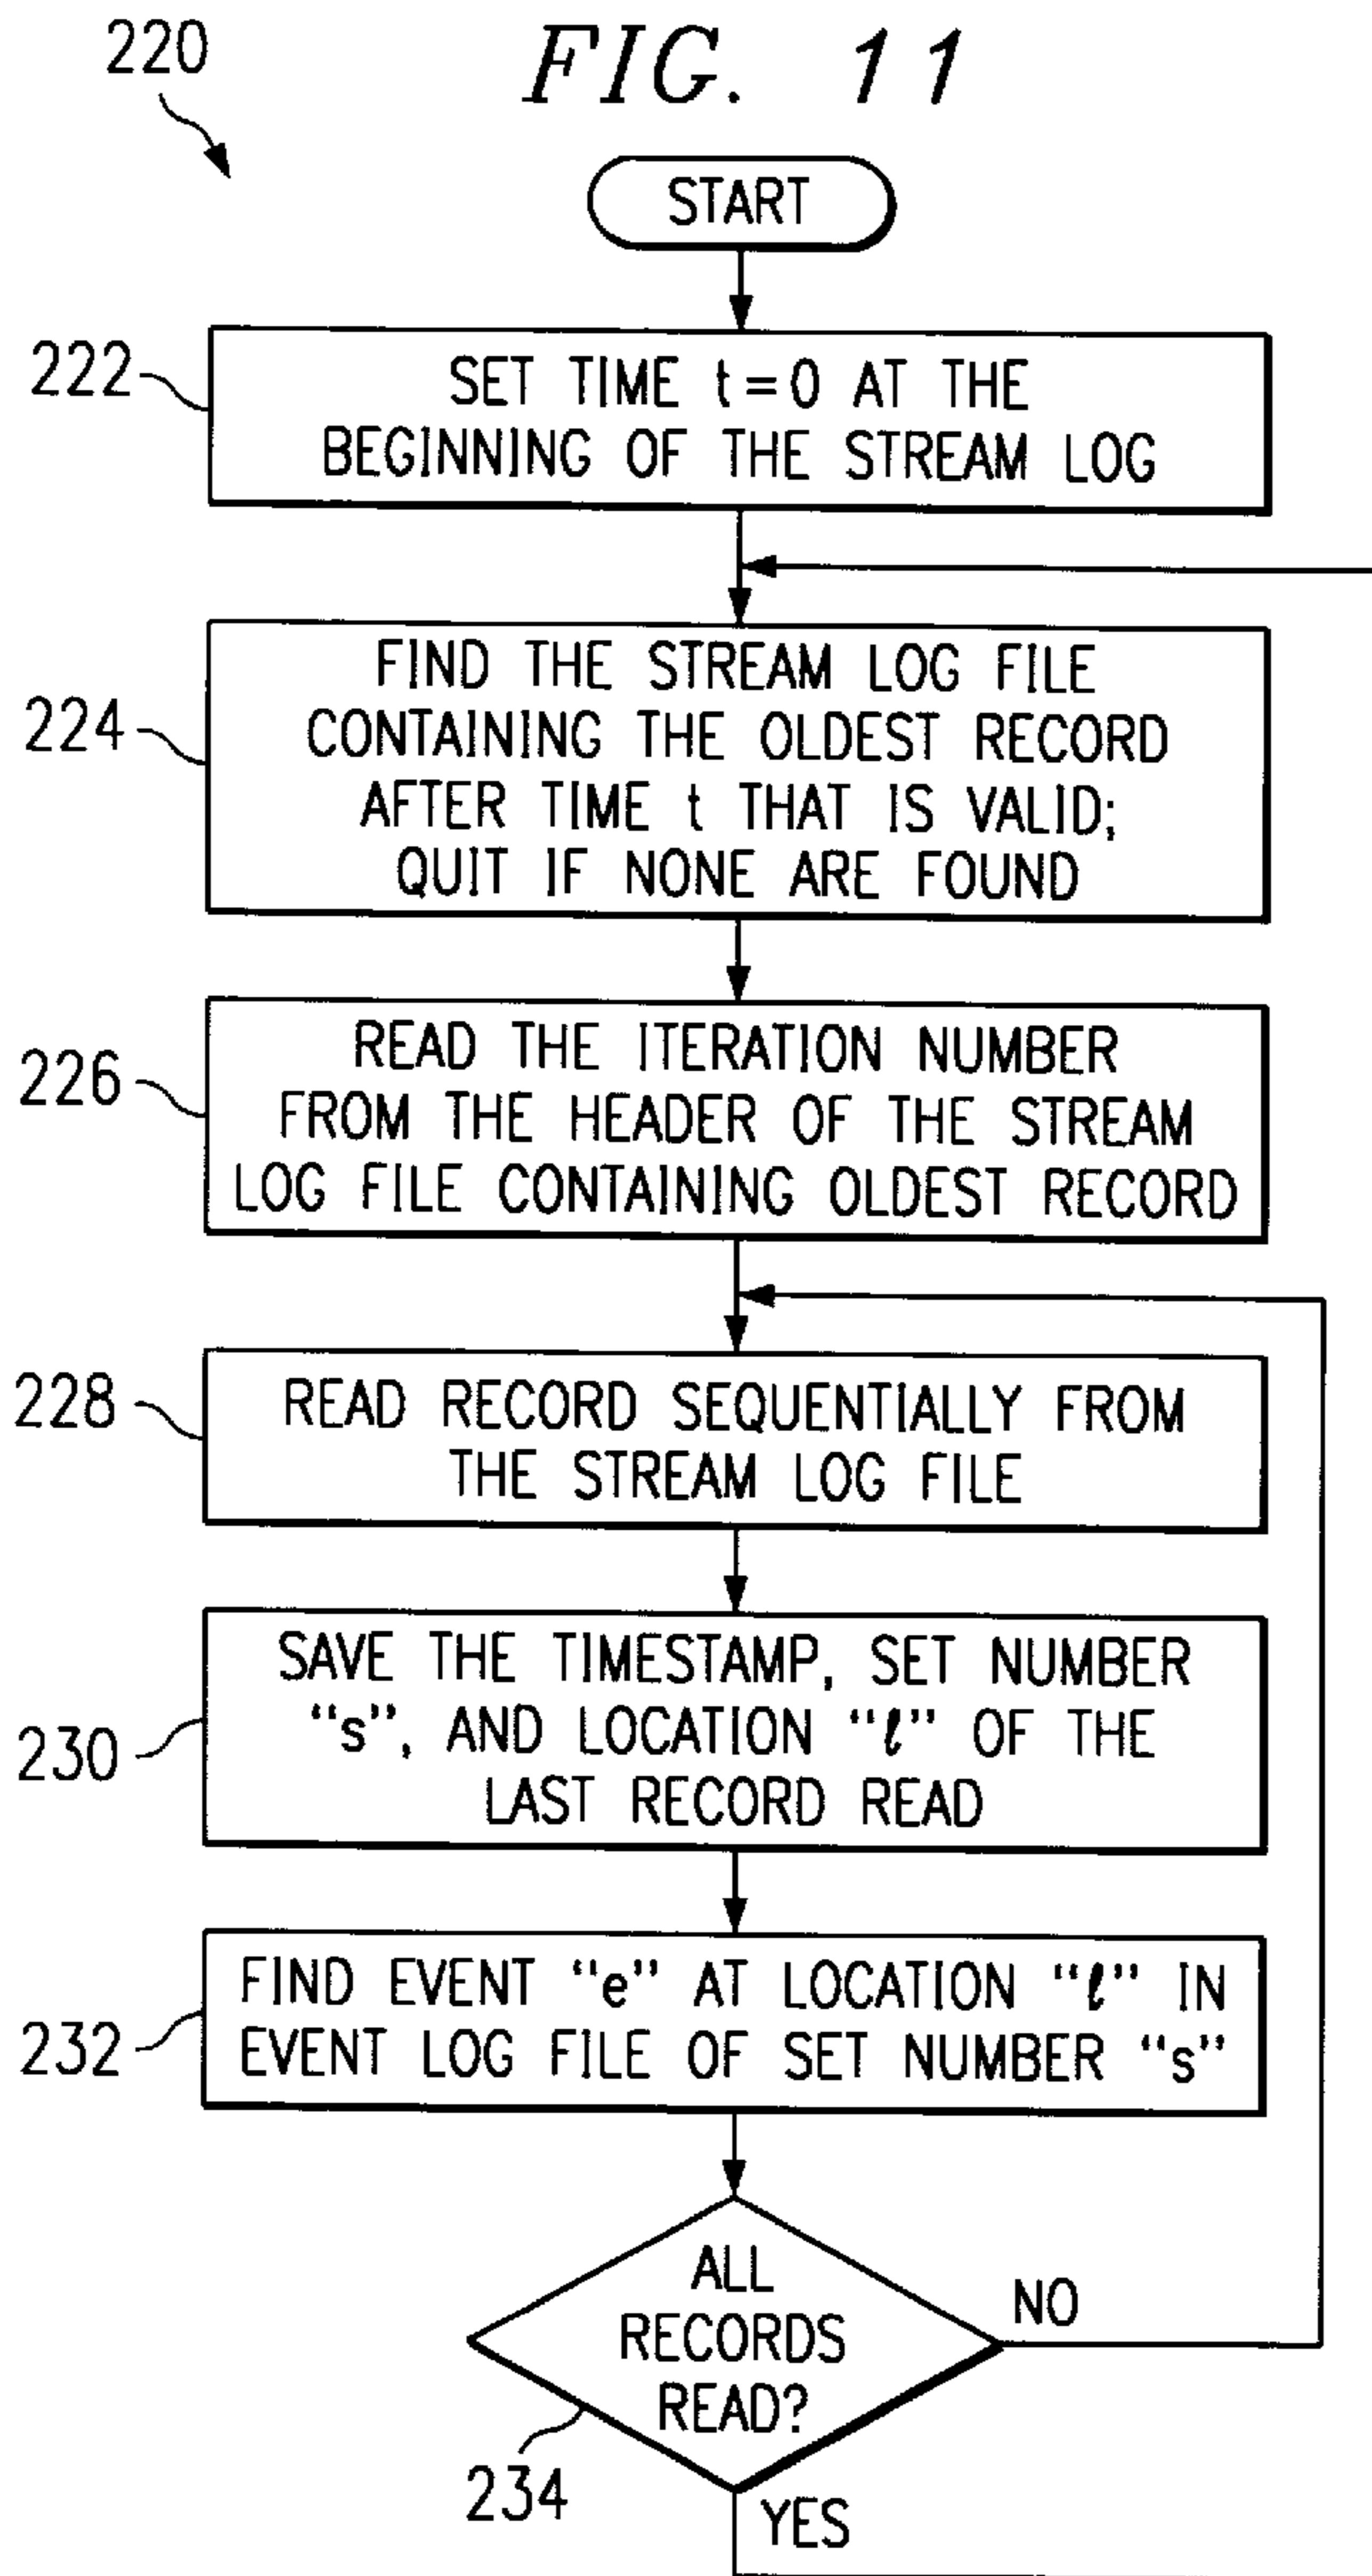 220
FIG. 11
START
222
SET TIME t=0 AT THE
BEGINNING OF THE STREAM LOG
224
FIND THE STREAM LOG FILE
CONTAINING THE OLDEST RECORD
AFTER TIME t THAT IS VALID;
QUIT IF NONE ARE FOUND
226
READ THE ITERATION NUMBER
FROM THE HEADER OF THE STREAM
LOG FILE CONTAINING OLDEST RECORD
228
READ RECORD SEQUENTIALLY FROM
THE STREAM LOG FILE
230
SAVE THE TIMESTAMP, SET NUMBER
“s”, AND LOCATION “ℓ” OF THE
LAST RECORD READ
232
FIND EVENT “e” AT LOCATION “ℓ” IN
EVENT LOG FILE OF SET NUMBER “s”
ALL
RECORDS
READ?
NO
234
YES